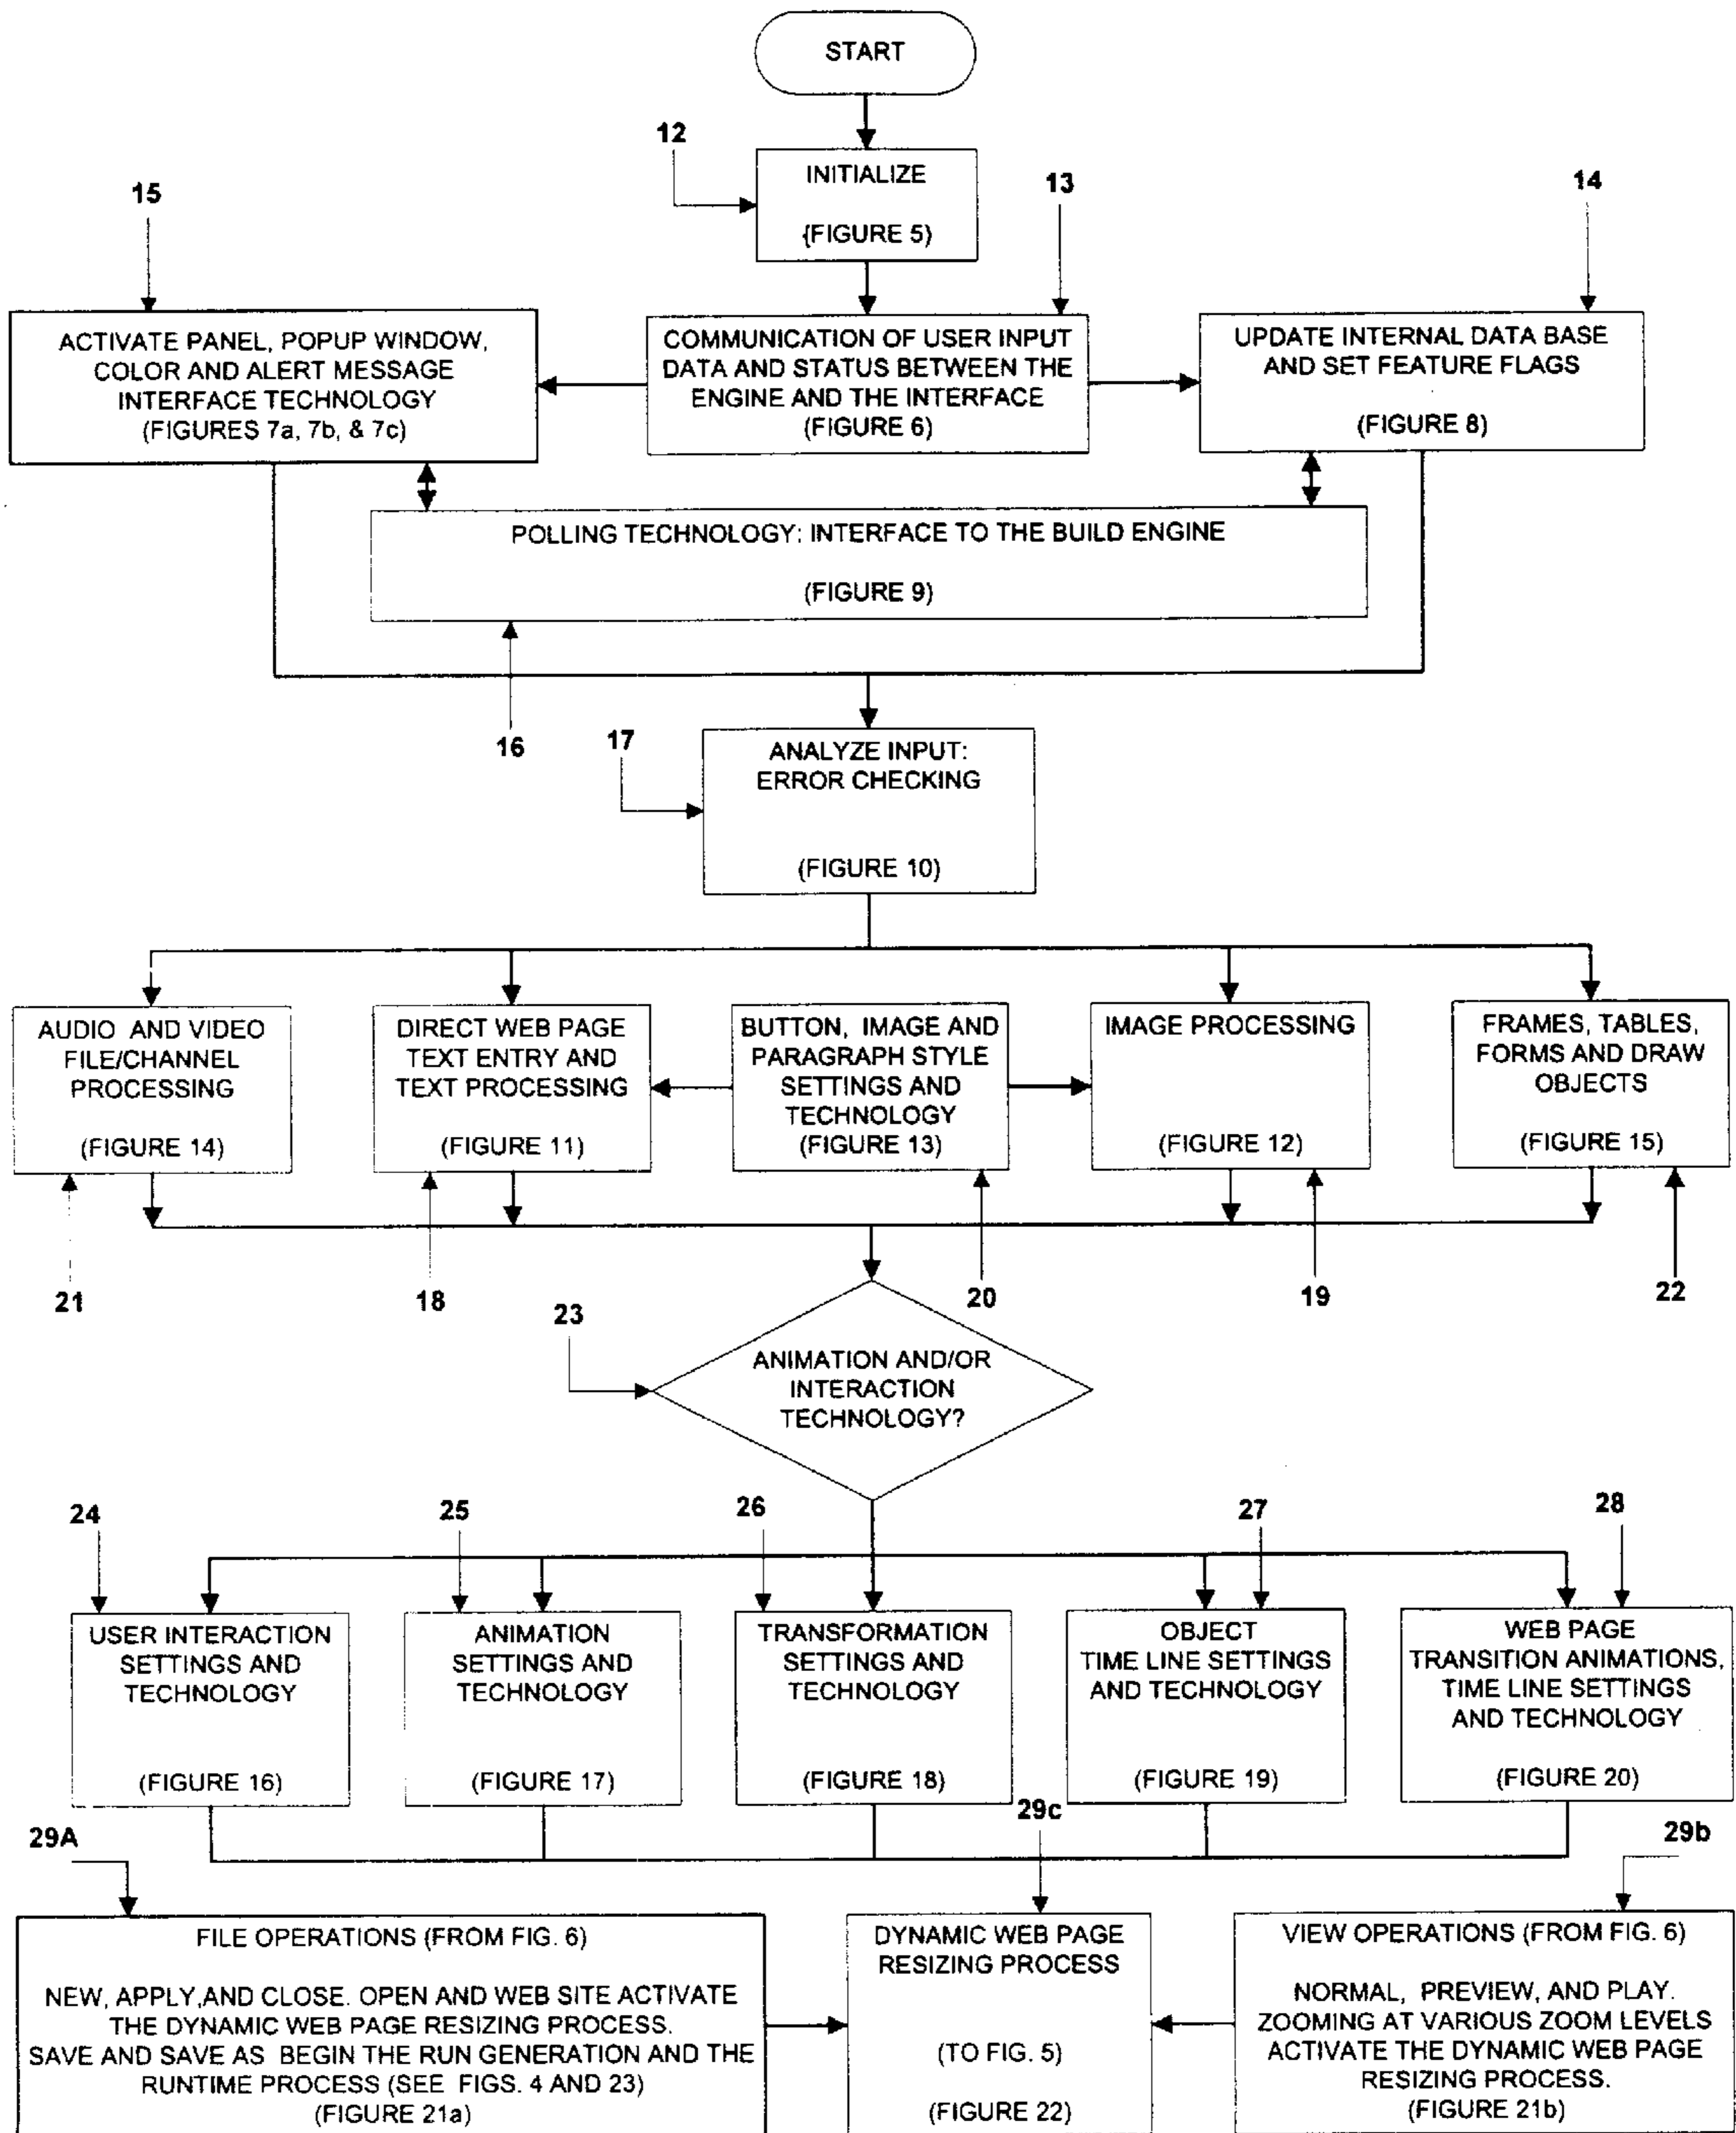 START
12
INITIALIZE
(FIGURE 5)
15
13
14
ACTIVATE PANEL, POPUP WINDOW,
COLOR AND ALERT MESSAGE
INTERFACE TECHNOLOGY
(FIGURES 7a, 7b, & 7c)
COMMUNICATION OF USER INPUT
DATA AND STATUS BETWEEN THE
ENGINE AND THE INTERFACE
(FIGURE 6)
UPDATE INTERNAL DATA BASE
AND SET FEATURE FLAGS
(FIGURE 8)
POLLING TECHNOLOGY: INTERFACE TO THE BUILD ENGINE
(FIGURE 9)
16
17
ANALYZE INPUT:
ERROR CHECKING
(FIGURE 10)
AUDIO AND VIDEO
FILE/CHANNEL
PROCESSING
(FIGURE 14)
DIRECT WEB PAGE
TEXT ENTRY AND
TEXT PROCESSING
(FIGURE 11)
BUTTON, IMAGE AND
PARAGRAPH STYLE
SETTINGS AND
TECHNOLOGY
(FIGURE 13)
IMAGE PROCESSING
(FIGURE 12)
FRAMES, TABLES,
FORMS AND DRAW
OBJECTS
(FIGURE 15)
21
18
20
19
22
23
ANIMATION AND/OR
INTERACTION
TECHNOLOGY?
24
25
26
27
28
USER INTERACTION
SETTINGS AND
TECHNOLOGY
(FIGURE 16)
ANIMATION
SETTINGS AND
TECHNOLOGY
(FIGURE 17)
TRANSFORMATION
SETTINGS AND
TECHNOLOGY
(FIGURE 18)
OBJECT
TIME LINE SETTINGS
AND TECHNOLOGY
(FIGURE 19)
WEB PAGE
TRANSITION ANIMATIONS,
TIME LINE SETTINGS
AND TECHNOLOGY
(FIGURE 20)
29A
29c
29b
FILE OPERATIONS (FROM FIG. 6)
NEW, APPLY,AND CLOSE. OPEN AND WEB SITE ACTIVATE
THE DYNAMIC WEB PAGE RESIZING PROCESS.
SAVE AND SAVE AS BEGIN THE RUN GENERATION AND THE
RUNTIME PROCESS (SEE FIGS. 4 AND 23)
(FIGURE 21a)
DYNAMIC WEB PAGE
RESIZING PROCESS
(TO FIG. 5)
(FIGURE 22)
VIEW OPERATIONS (FROM FIG. 6)
NORMAL, PREVIEW, AND PLAY.
ZOOMING AT VARIOUS ZOOM LEVELS
ACTIVATE THE DYNAMIC WEB PAGE
RESIZING PROCESS.
(FIGURE 21b)